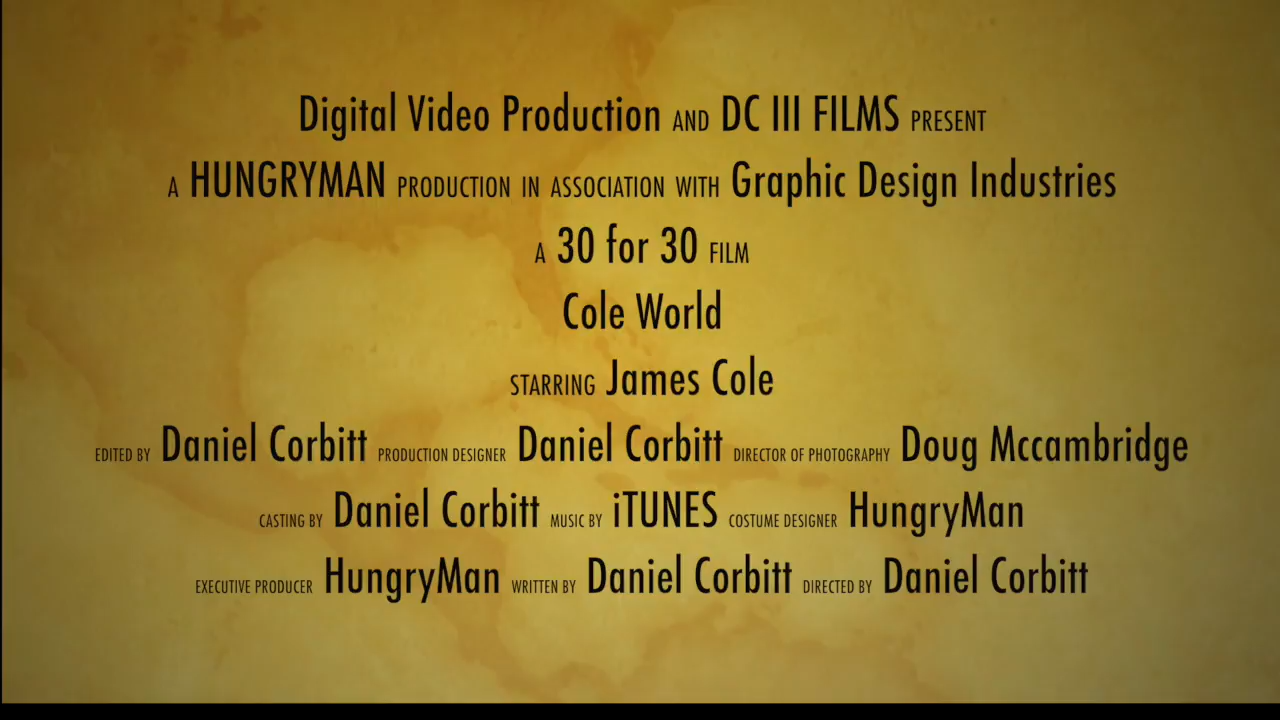 Digital Video Production AND DC III FILMS PRESENT
A HUNGRYMAN PRODUCTION IN ASSOCIATION WITH Graphic Design Industries
A 30 for 30 FILM
Cole World
STARRING James Cole
EDITED BY Daniel Corbitt PRODUCTION DESIGNER Daniel Corbitt DIRECTOR OF PHOTOGRAPHY Doug Mccambridge
CASTING BY Daniel Corbitt MUSIC BY iTUNES COSTUME DESIGNER HungryMan
EXECUTIVE PRODUCER HungryMan WRITTEN BY Daniel Corbitt DIRECTED BY Daniel Corbitt